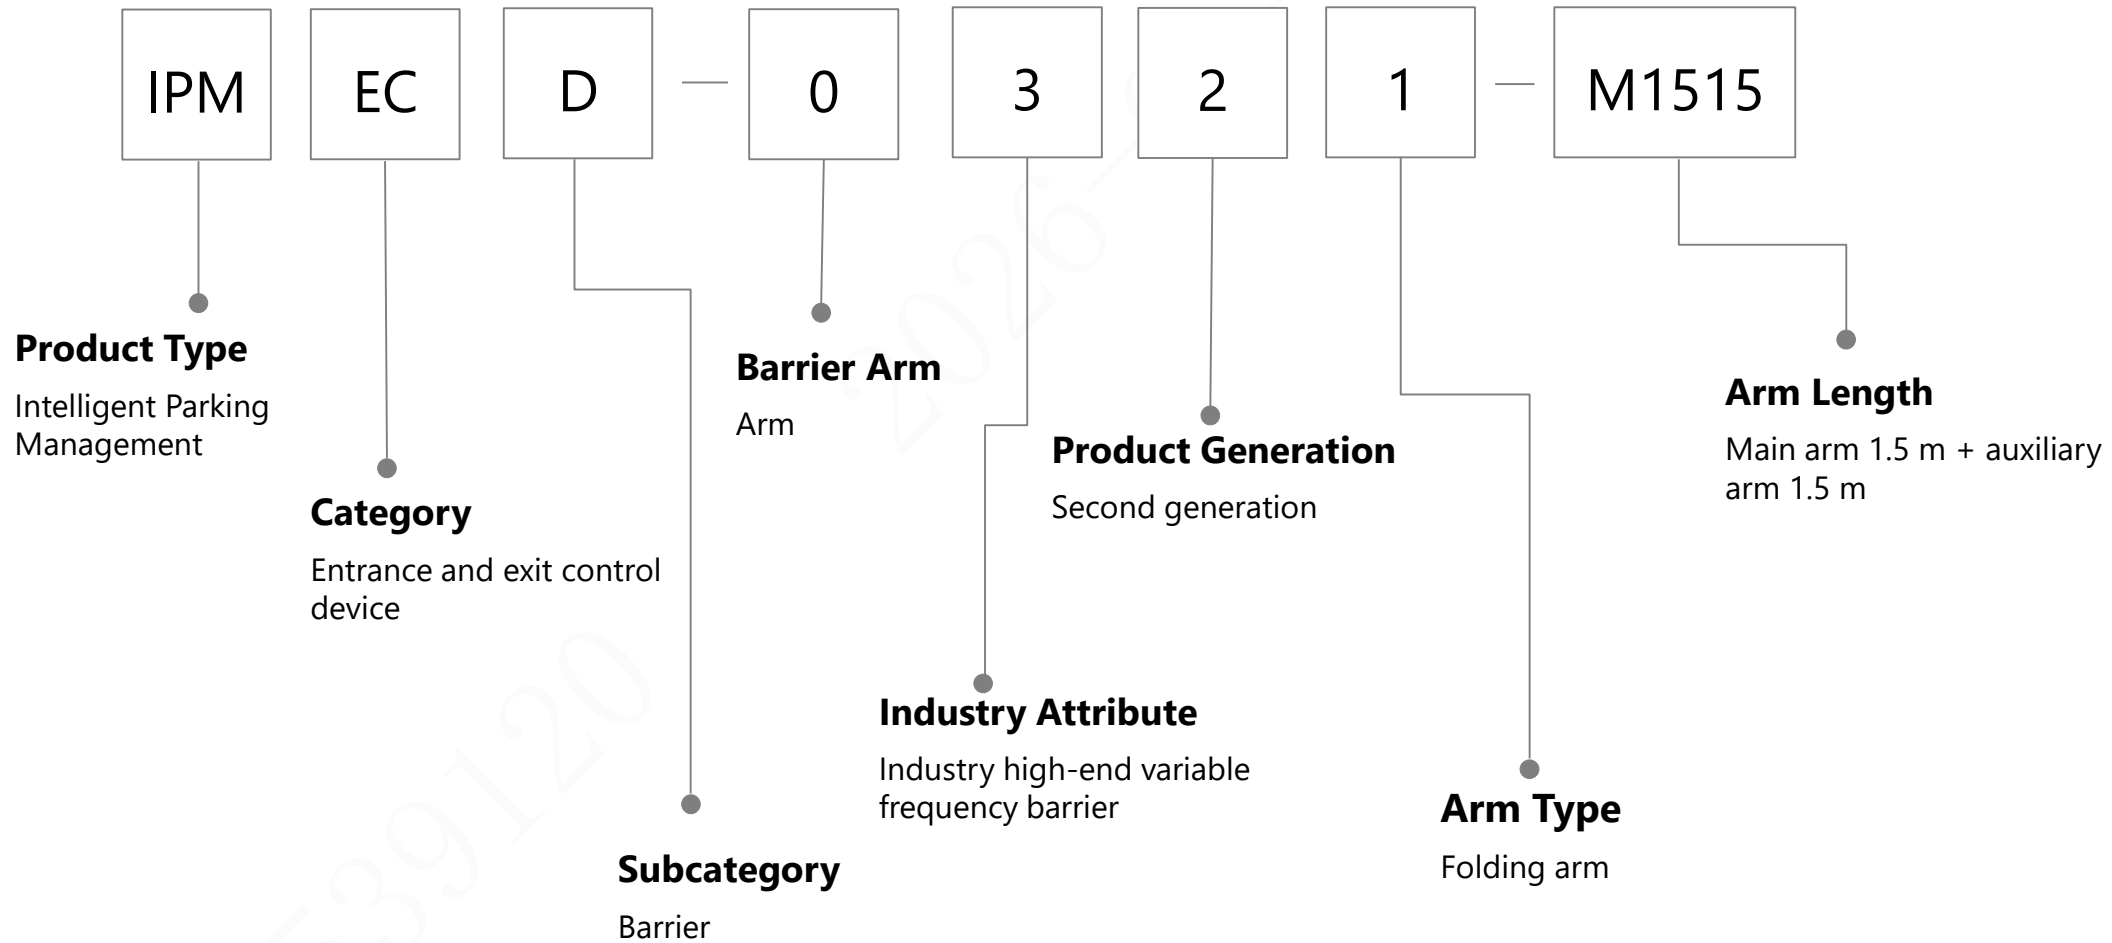 IPM EC D — 0 3 2 1 — M1515
Product Type
Intelligent Parking
Management
Category
Entrance and exit control
device
Subcategory
Barrier
Barrier Arm
Arm
Industry Attribute
Industry high-end variable
frequency barrier
Product Generation
Second generation
Arm Type
Folding arm
Arm Length
Main arm 1.5 m + auxiliary
arm 1.5 m